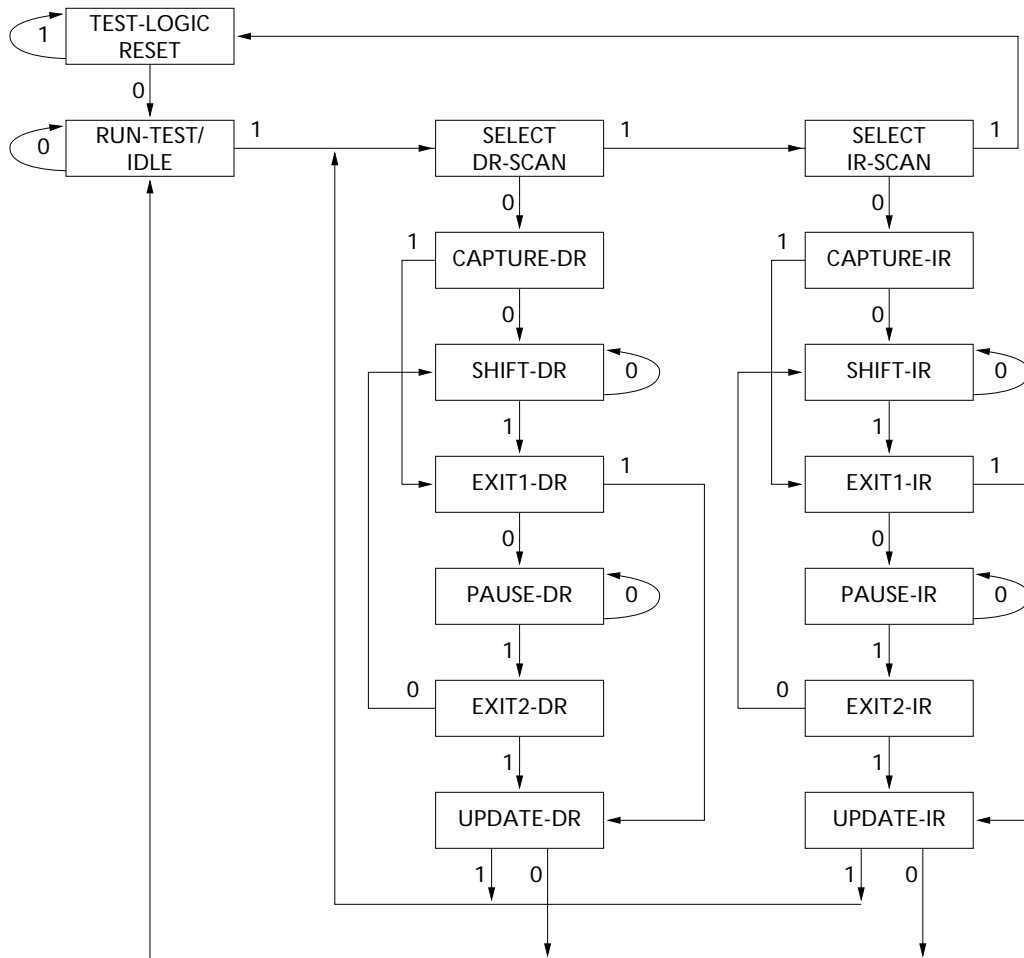 1
TEST-LOGIC
RESET
0
0
RUN-TEST/
IDLE
1
SELECT
DR-SCAN
1
SELECT
IR-SCAN
1
0
0
1
CAPTURE-DR
1
CAPTURE-IR
0
0
SHIFT-DR
0
SHIFT-IR
0
1
1
EXIT1-DR
1
EXIT1-IR
1
0
0
PAUSE-DR
0
PAUSE-IR
0
1
1
0
EXIT2-DR
0
EXIT2-IR
1
1
UPDATE-DR
UPDATE-IR
1
0
1
0